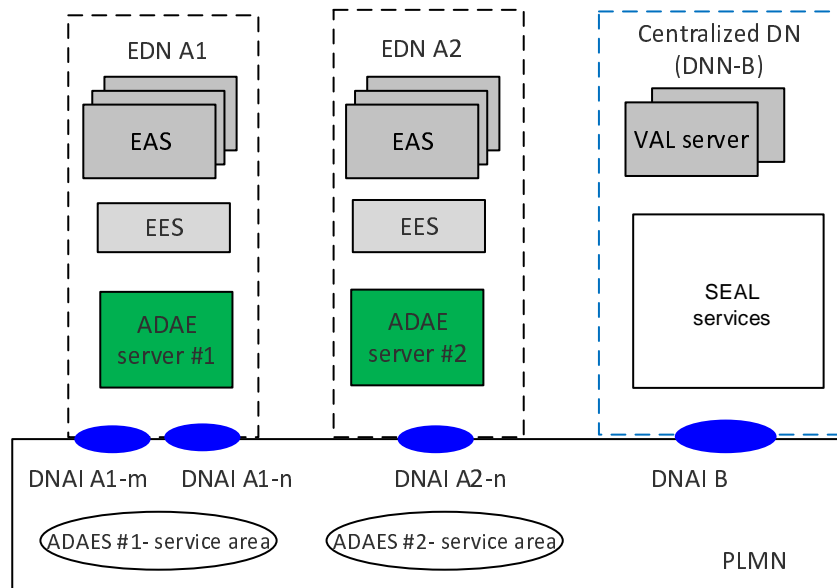 EDN A1
EAS
EES
ADAE
server #1
EDN A2
EAS
EES
ADAE
server #2
Centralized DN
(DNN-B)
VAL server
SEAL
services
DNAI A1-m
DNAI A1-n
DNAI A2-n
DNAI B
ADAES #1- service area
ADAES #2- service area
PLMN